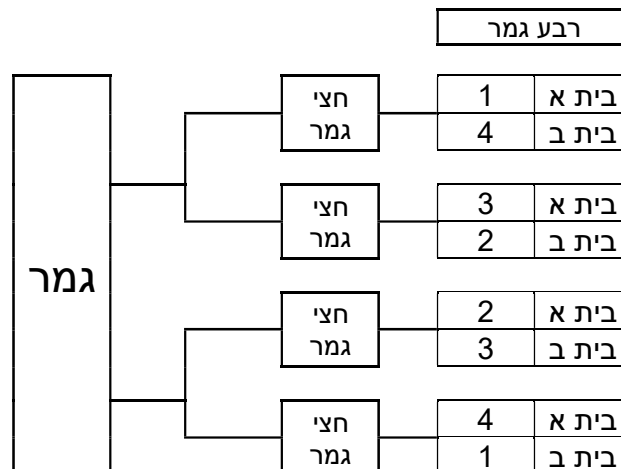 רבע גמר
בית א 1
בית ב 4
חצי
גמר
בית א 3
בית ב 2
חצי
גמר
בית א 2
בית ב 3
חצי
גמר
בית א 4
בית ב 1
חצי
גמר
גמר